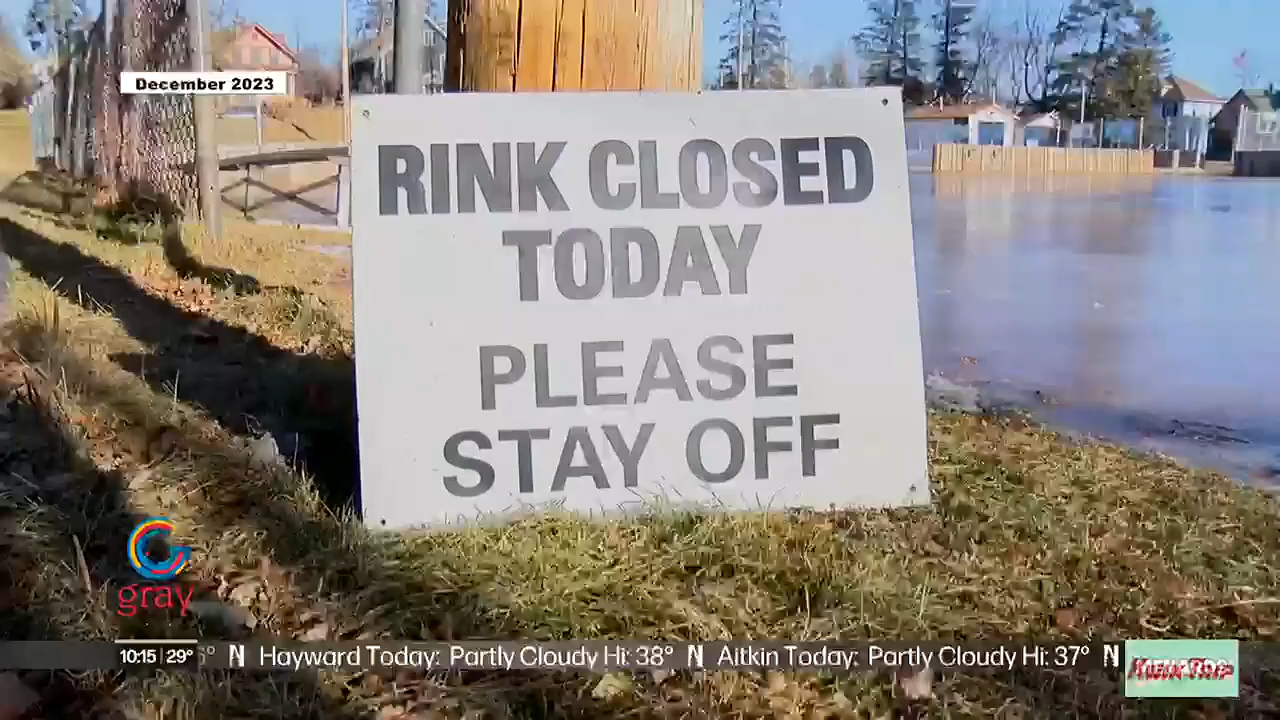 December 2023
RINK CLOSED
TODAY
PLEASE
STAY OFF
gray
10:15 29° N Hayward Today: Partly Cloudy Hi: 38° N Aitkin Today: Partly Cloudy Hi: 37° N